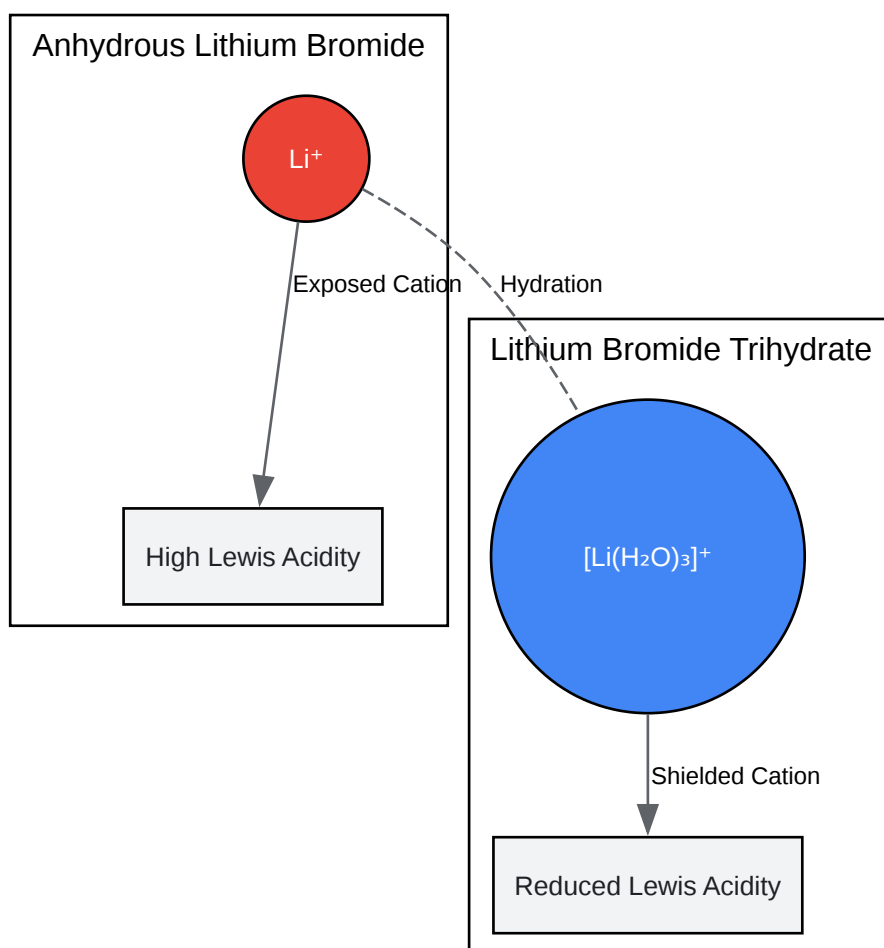 Anhydrous Lithium Bromide
Li⁺
Exposed Cation
Hydration
High Lewis Acidity
Lithium Bromide Trihydrate
[Li(H₂O)₃]⁺
Shielded Cation
Reduced Lewis Acidity